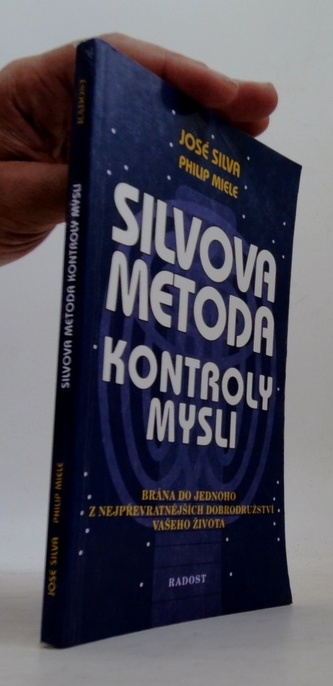 JOSÉ SILVA
PHILIP MIELE
SILVOVA
METODA
KONTROLY
MYSLI
BRÁNA DO JEDNOHO
Z NEJPŘEVRATNĚJŠÍCH DOBRODRUŽSTVÍ
VAŠEHO ŽIVOTA
RADOST
JOSÉ SILVA PHILIP MIELE SILVOVA METODA KONTROLY MYSLI RADOST